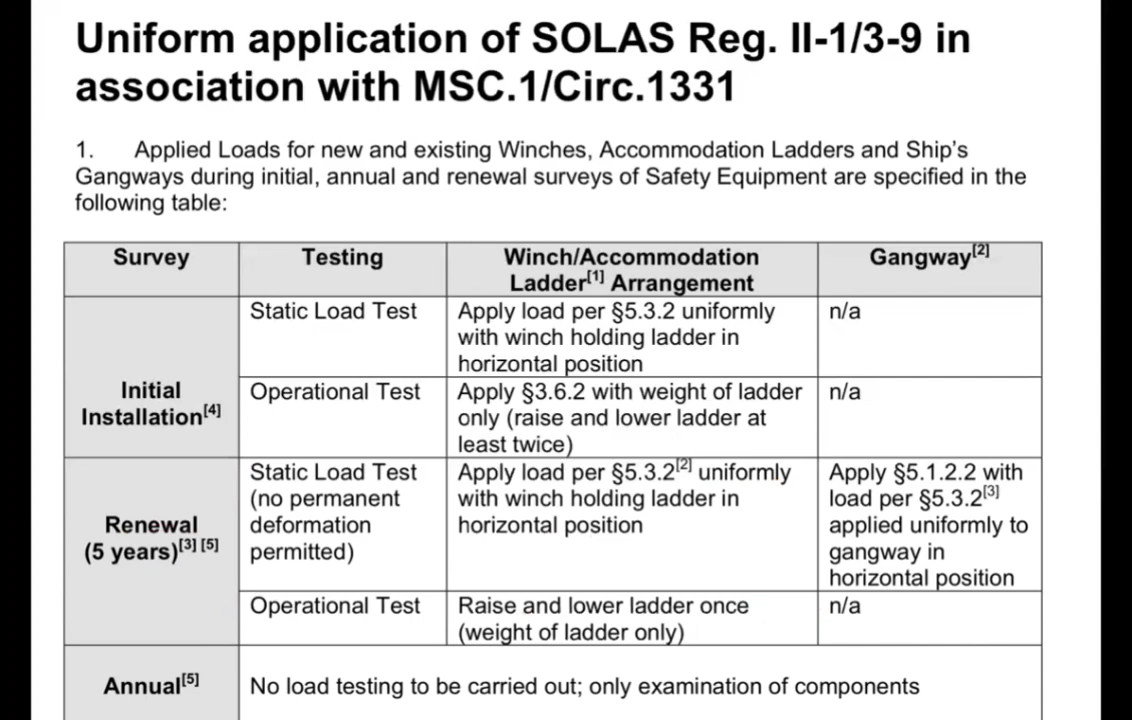 Uniform application of SOLAS Reg. II-1/3-9 in
association with MSC.1/Circ.1331
1. Applied Loads for new and existing Winches, Accommodation Ladders and Ship's
Gangways during initial, annual and renewal surveys of Safety Equipment are specified in the
following table:
Survey
Testing
Winch/Accommodation
Ladder[1] Arrangement
Gangway[2]
Initial
Installation[4]
Static Load Test
Apply load per §5.3.2 uniformly
with winch holding ladder in
horizontal position
n/a
Operational Test
Apply §3.6.2 with weight of ladder
only (raise and lower ladder at
least twice)
n/a
Renewal
(5 years)[3] [5]
Static Load Test
(no permanent
deformation
permitted)
Apply load per §5.3.2[2] uniformly
with winch holding ladder in
horizontal position
Apply §5.1.2.2 with
load per §5.3.2[3]
applied uniformly to
gangway in
horizontal position
Operational Test
Raise and lower ladder once
(weight of ladder only)
n/a
Annual[5]
No load testing to be carried out; only examination of components